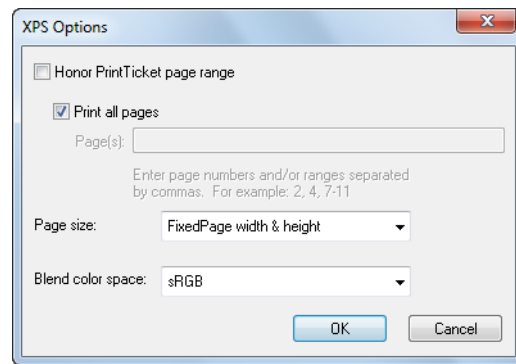 XPS Options
Honor PrintTicket page range
Print all pages
Page(s):
Enter page numbers and/or ranges separated
by commas. For example: 2, 4, 7-11
Page size: FixedPage width & height
Blend color space: sRGB
OK Cancel